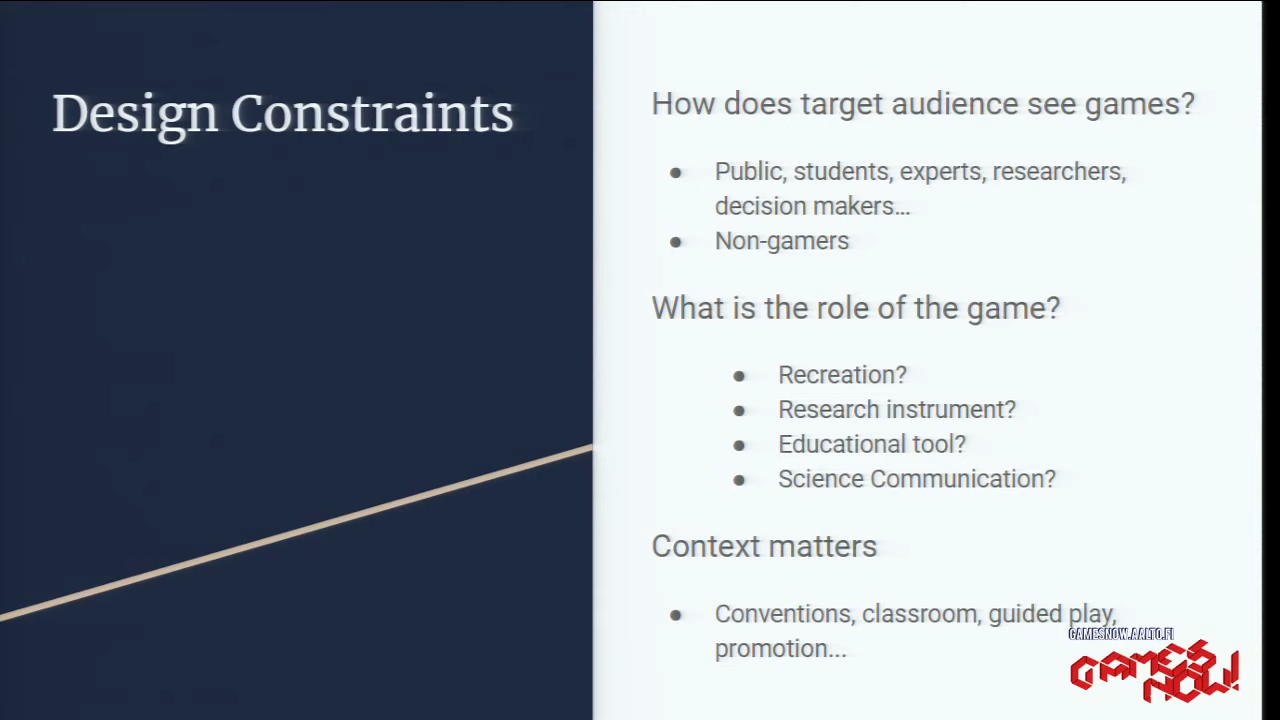 Design Constraints
How does target audience see games?
● Public, students, experts, researchers,
decision makers…
● Non-gamers
What is the role of the game?
● Recreation?
● Research instrument?
● Educational tool?
● Science Communication?
Context matters
● Conventions, classroom, guided play,
promotion...
GAMESNOW.AALTO.FI
GAMES
NOW!